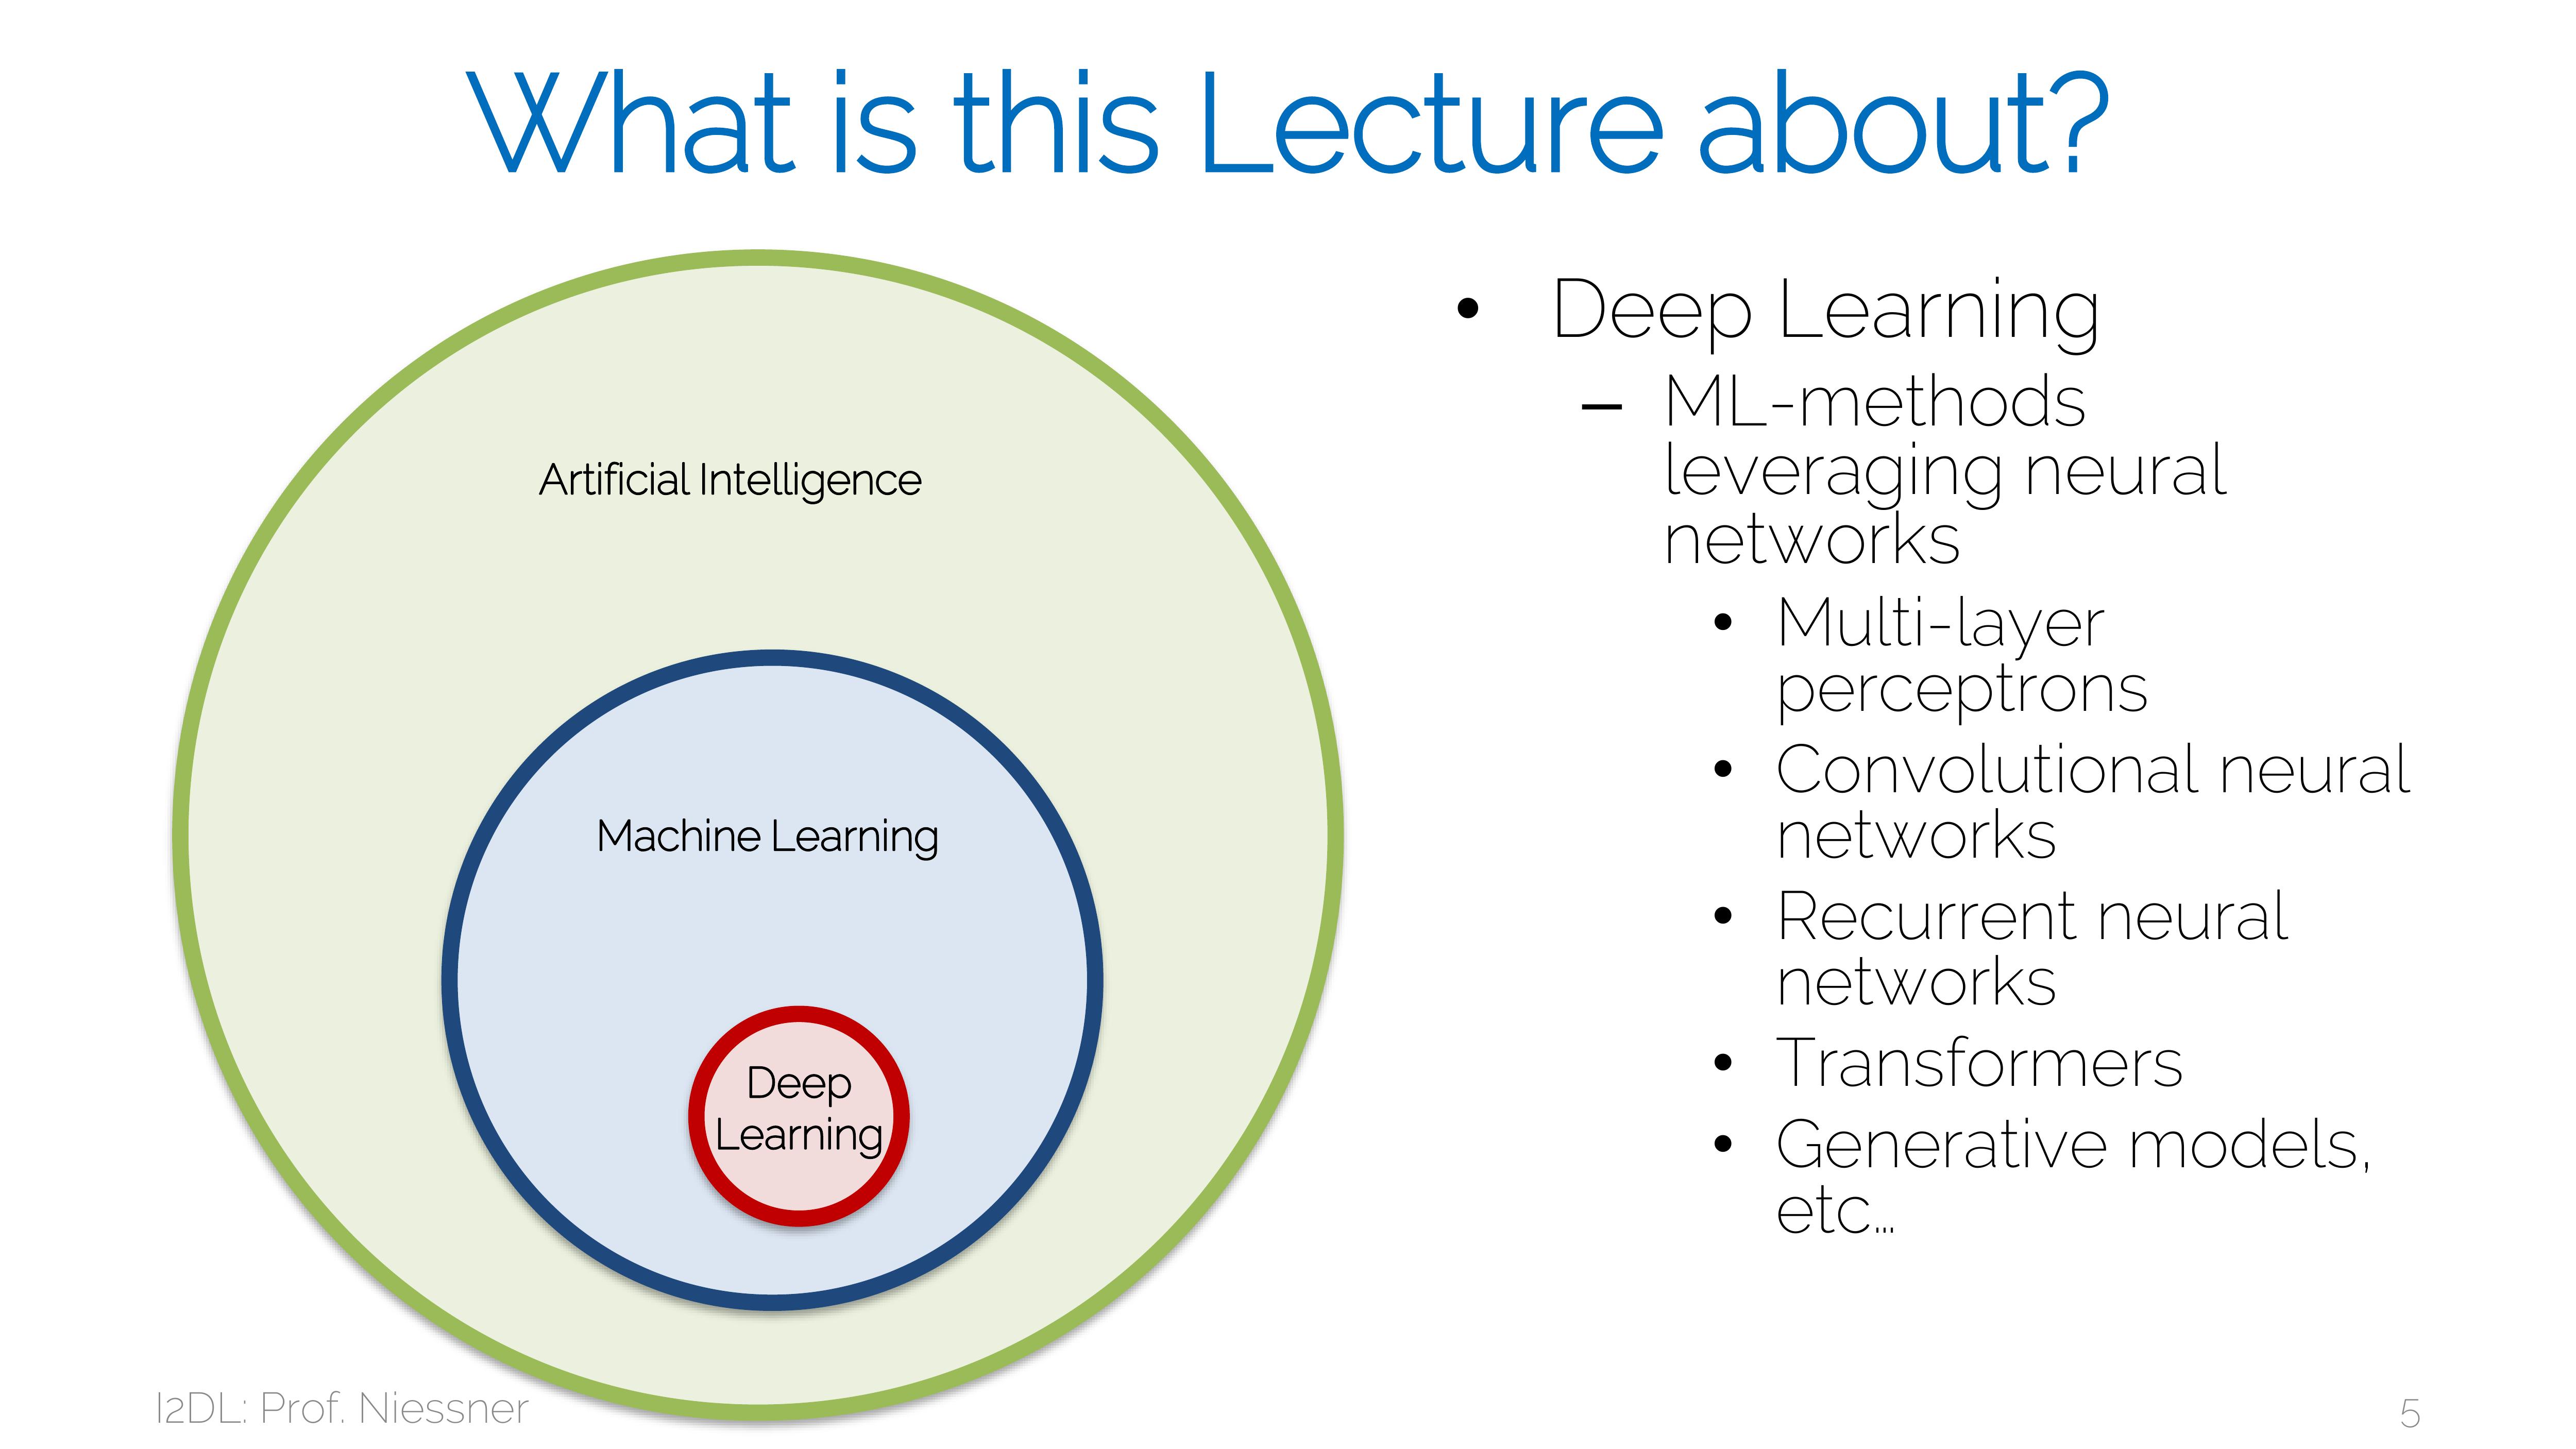 What is this Lecture about?
Artificial Intelligence
Machine Learning
Deep
Learning
• Deep Learning
– ML-methods
leveraging neural
networks
• Multi-layer
perceptrons
• Convolutional neural
networks
• Recurrent neural
networks
• Transformers
• Generative models,
etc…
I2DL: Prof. Niessner
5